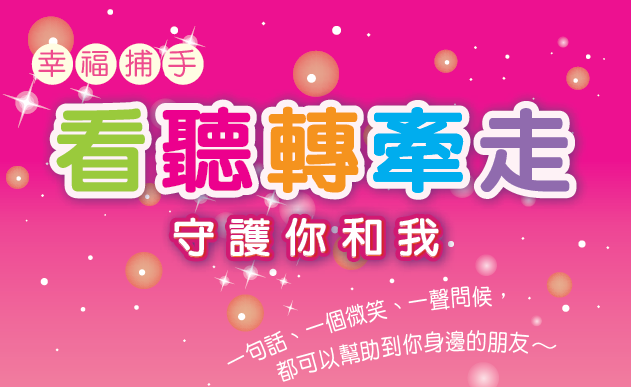 幸福捕手
看聽轉牽走
守護你和我
一句話、一個微笑、一聲問候，
都可以幫助到你身邊的朋友～